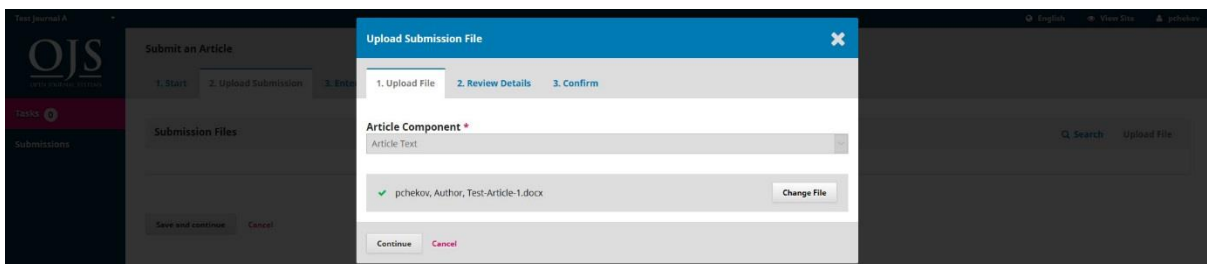 Test Journal A
English
View Site
pchekov
OJS
OPEN JOURNAL SYSTEMS
Submit an Article
1. Start
2. Upload Submission
3. Ente
Tasks 0
Submissions
Submission Files
Search
Upload File
Save and continue
Cancel
Upload Submission File
1. Upload File
2. Review Details
3. Confirm
Article Component *
Article Text
pchekov, Author, Test-Article-1.docx
Change File
Continue
Cancel